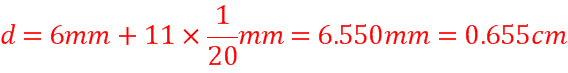 d = 6mm + 11 × 1/20 mm = 6.550mm = 0.655cm